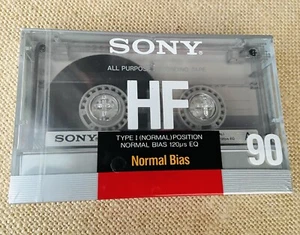 SONY
ALL PURPOSE
HF
SONY
TYPE I (NORMAL) POSITION
NORMAL BIAS 120μs EQ
Normal Bias
90